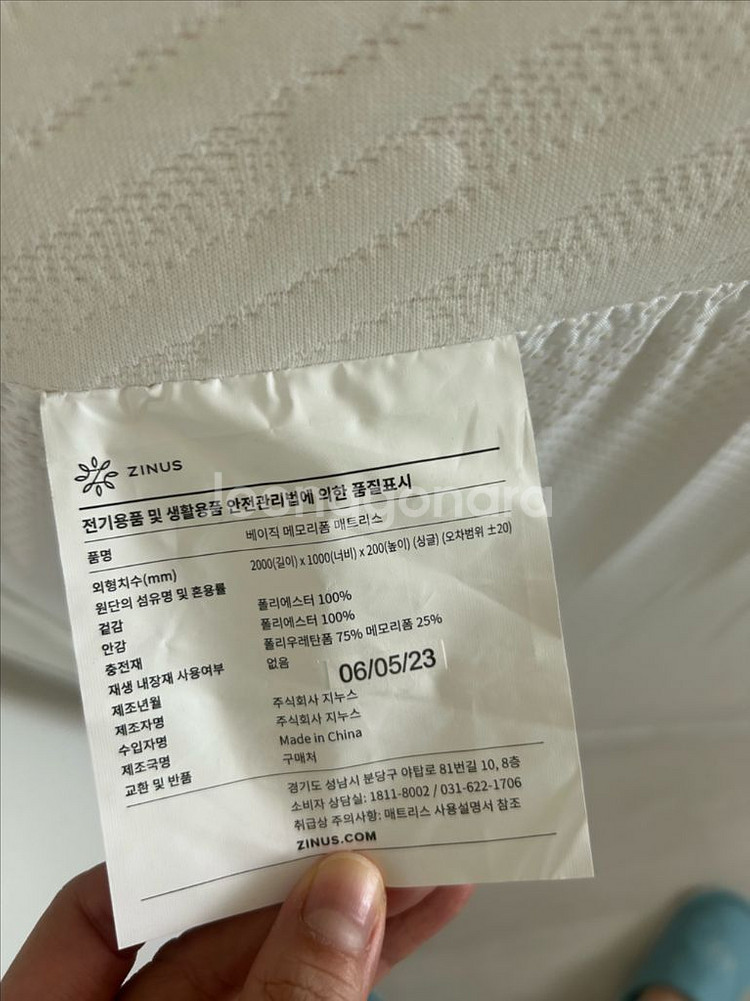 ZINUS
전기용품 및 생활용품 안전관리법에 의한 품질표시
품명 베이직 메모리폼 매트리스
외형치수(mm) 2000(길이) x 1000(너비) x 200(높이) (싱글) (오차범위 ±20)
원단의 섬유명 및 혼용률
겉감 폴리에스터 100%
안감 폴리에스터 100%
충전재 폴리우레탄폼 75% 메모리폼 25%
재생 내장재 사용여부 없음
제조년월 06/05/23
제조자명 주식회사 지누스
수입자명 주식회사 지누스
제조국명 Made in China
교환 및 반품 구매처
경기도 성남시 분당구 야탑로 81번길 10, 8층
소비자 상담실: 1811-8002 / 031-622-1706
취급상 주의사항: 매트리스 사용설명서 참조
ZINUS.COM